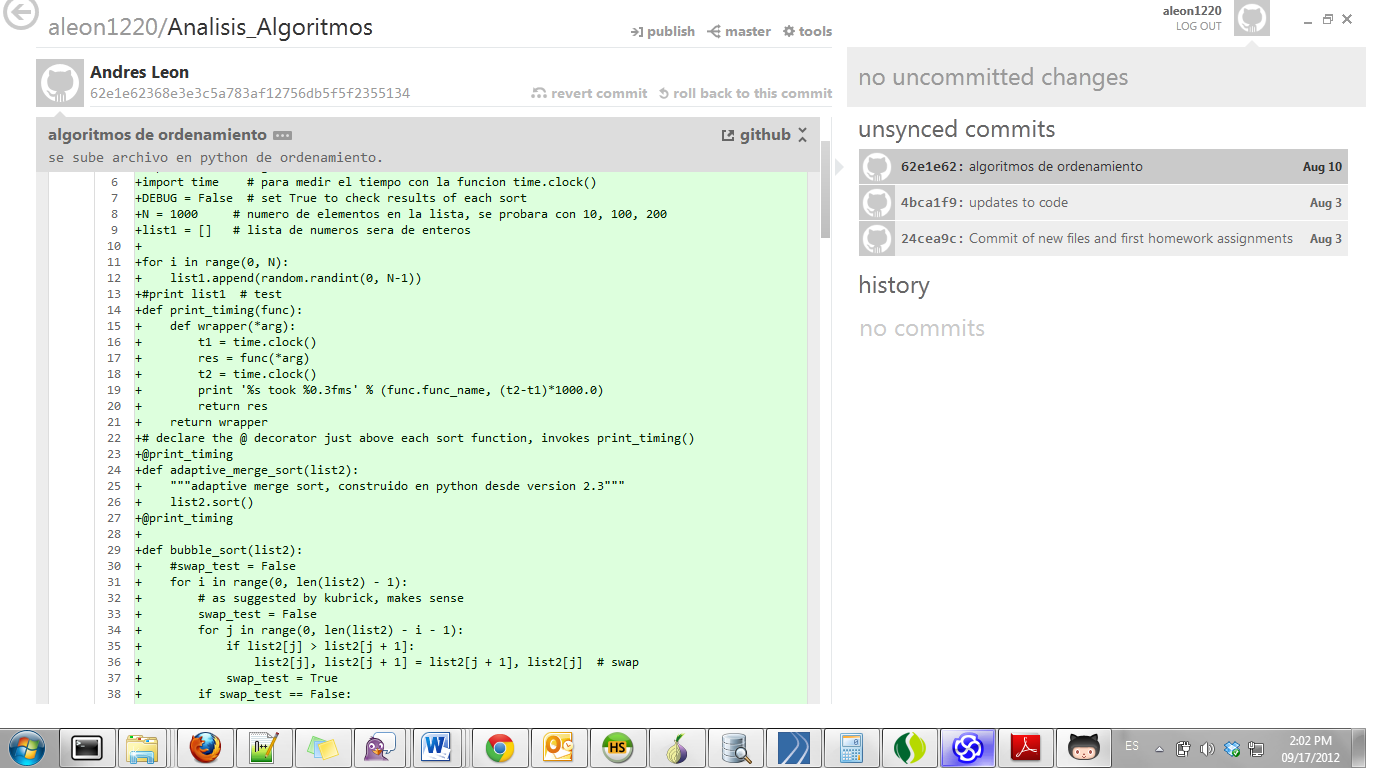 aleon1220/Analisis_Algoritmos
publish master tools
aleon1220
LOG OUT
Andres Leon
62e1e62368e3e3c5a783af12756db5f5f2355134
revert commit roll back to this commit
algoritmos de ordenamiento
github
se sube archivo en python de ordenamiento.
6 +import time    # para medir el tiempo con la funcion time.clock()
7 +DEBUG = False  # set True to check results of each sort
8 +N = 1000     # numero de elementos en la lista, se probara con 10, 100, 200
9 +list1 = []   # lista de numeros sera de enteros
10 +
11 +for i in range(0, N):
12 +    list1.append(random.randint(0, N-1))
13 +#print list1  # test
14 +def print_timing(func):
15 +    def wrapper(*arg):
16 +        t1 = time.clock()
17 +        res = func(*arg)
18 +        t2 = time.clock()
19 +        print '%s took %0.3fms' % (func.func_name, (t2-t1)*1000.0)
20 +        return res
21 +    return wrapper
22 +# declare the @ decorator just above each sort function, invokes print_timing()
23 +@print_timing
24 +def adaptive_merge_sort(list2):
25 +    """adaptive merge sort, construido en python desde version 2.3"""
26 +    list2.sort()
27 +@print_timing
28 +
29 +def bubble_sort(list2):
30 +    #swap_test = False
31 +    for i in range(0, len(list2) - 1):
32 +        # as suggested by kubrick, makes sense
33 +        swap_test = False
34 +        for j in range(0, len(list2) - i - 1):
35 +            if list2[j] > list2[j + 1]:
36 +                list2[j], list2[j + 1] = list2[j + 1], list2[j]  # swap
37 +            swap_test = True
38 +        if swap_test == False:
no uncommitted changes
unsynced commits
62e1e62: algoritmos de ordenamiento Aug 10
4bca1f9: updates to code Aug 3
24cea9c: Commit of new files and first homework assignments Aug 3
history
no commits
ES
2:02 PM
09/17/2012